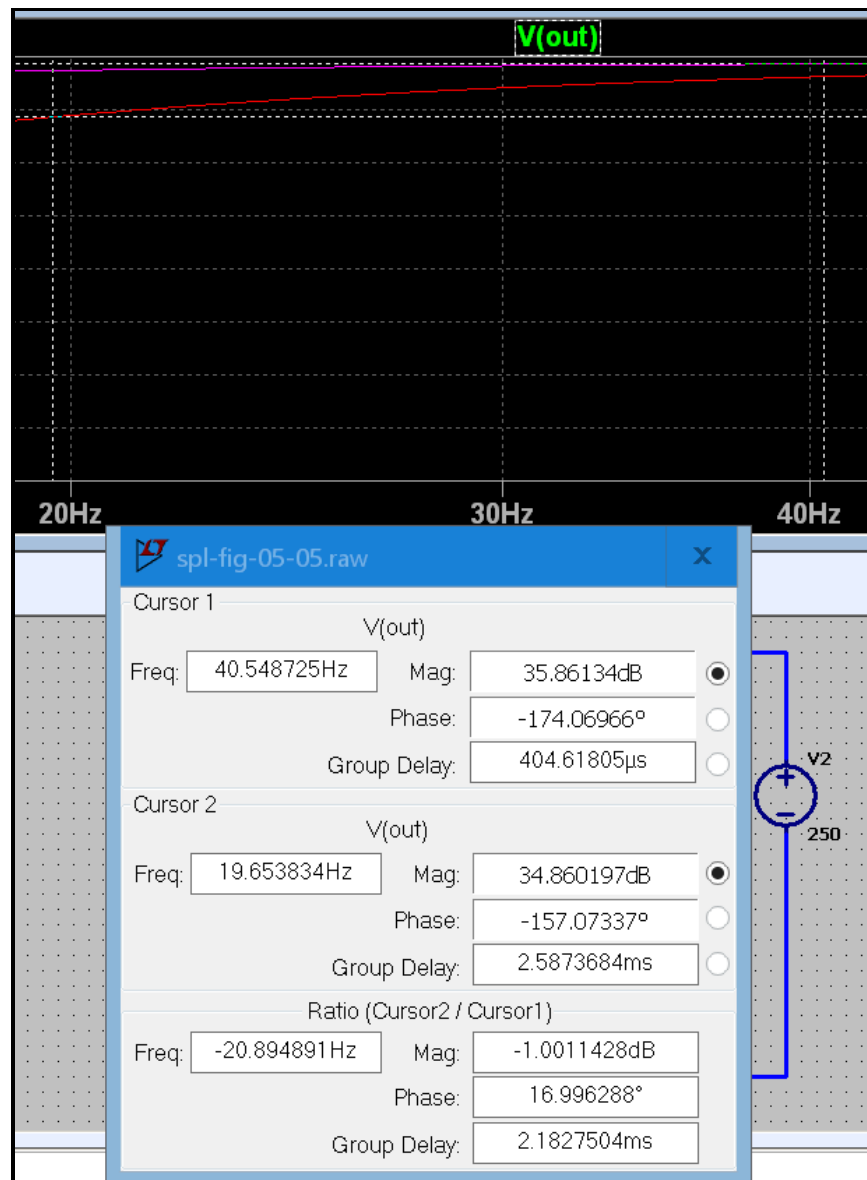 V(out)
20Hz 30Hz 40Hz
spl-fig-05-05.raw x
Cursor 1
V(out)
Freq: 40.548725Hz Mag: 35.86134dB
Phase: -174.06966º
Group Delay: 404.61805µs
Cursor 2
V(out)
Freq: 19.653834Hz Mag: 34.860197dB
Phase: -157.07337º
Group Delay: 2.5873684ms
Ratio (Cursor2 / Cursor1)
Freq: -20.894891Hz Mag: -1.0011428dB
Phase: 16.996288°
Group Delay: 2.1827504ms
V2
250